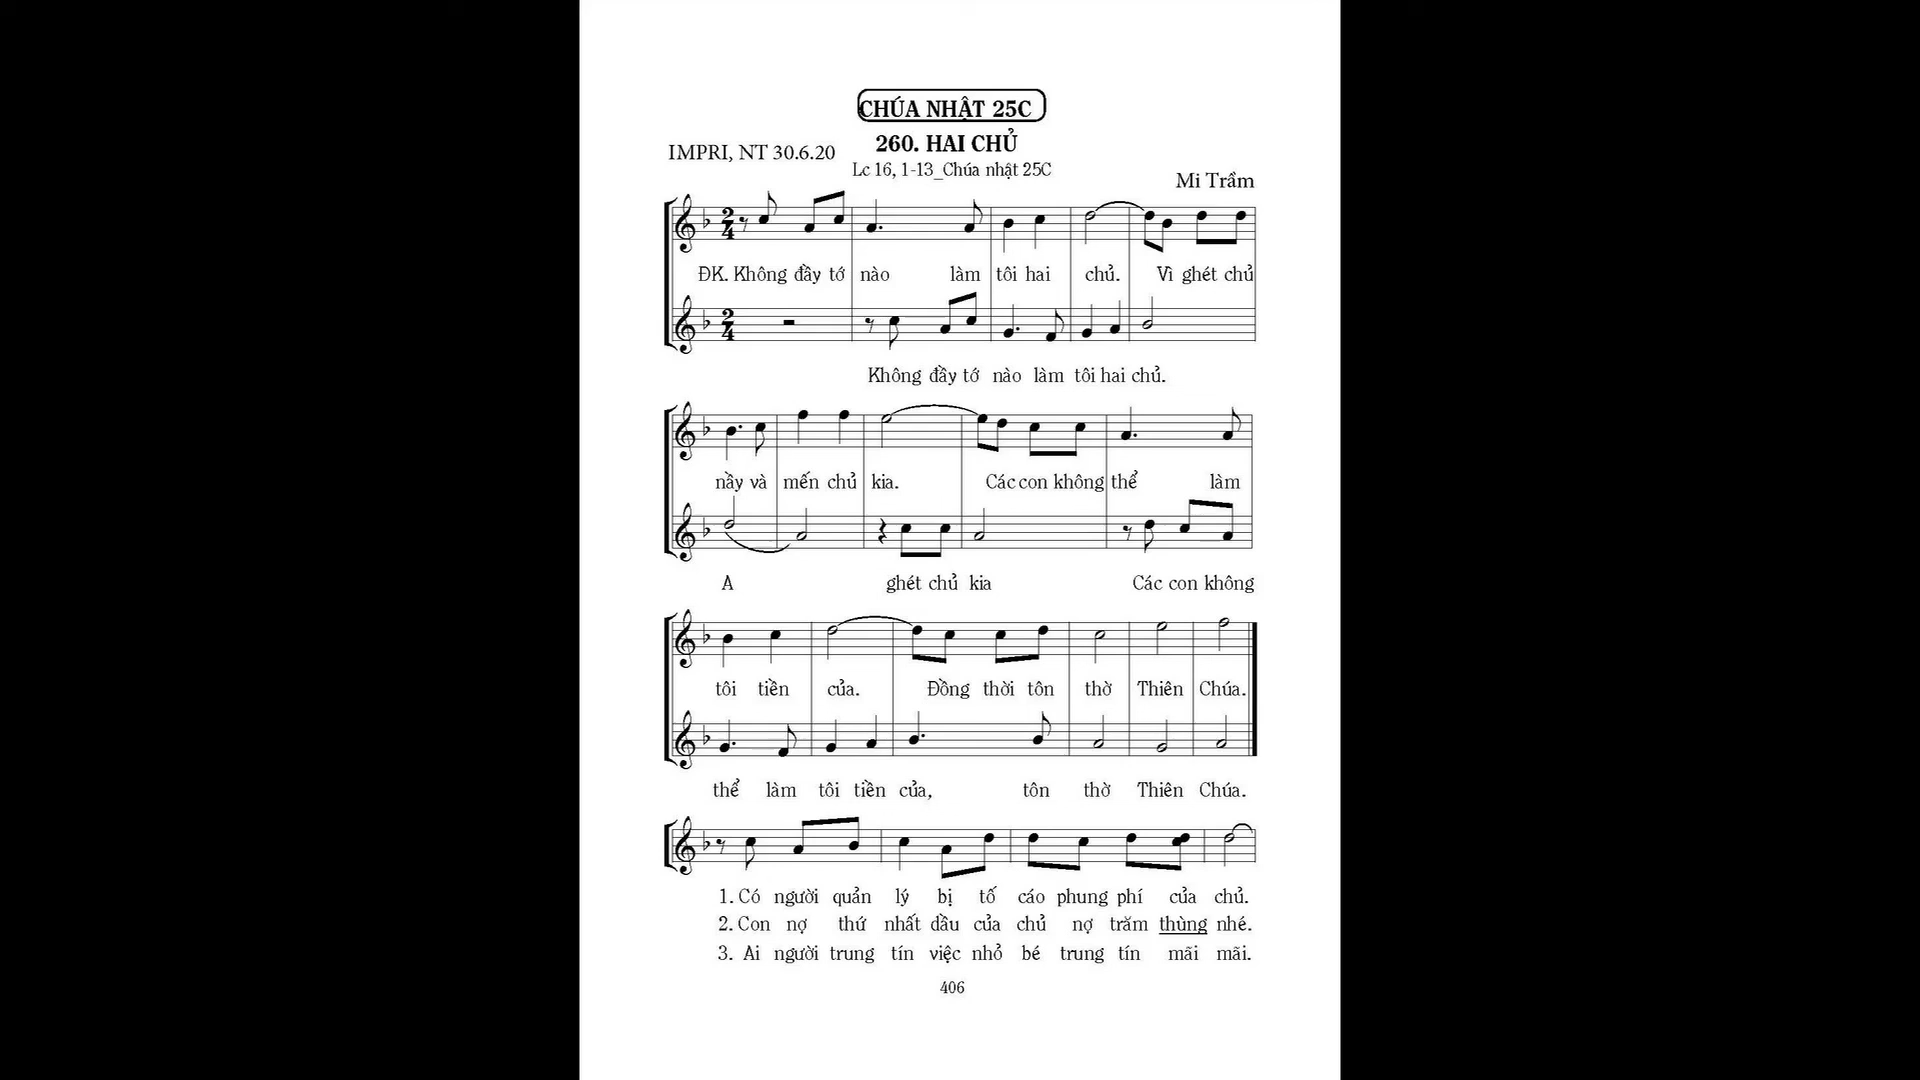 CHÚA NHẬT 25C
260. HAI CHỦ
IMPRI, NT 30.6.20
Lc 16, 1-13_Chúa nhật 25C
Mi Trầm
ĐK. Không đầy tớ nào làm tôi hai chủ. Vì ghét chủ
Không đầy tớ nào làm tôi hai chủ.
nầy và mến chủ kia. Các con không thể làm
A ghét chủ kia Các con không
tôi tiền của. Đồng thời tôn thờ Thiên Chúa.
thể làm tôi tiền của, tôn thờ Thiên Chúa.
1. Có người quản lý bị tố cáo phung phí của chủ.
2. Con nợ thứ nhất dầu của chủ nợ trăm thùng nhé.
3. Ai người trung tín việc nhỏ bé trung tín mãi mãi.
406